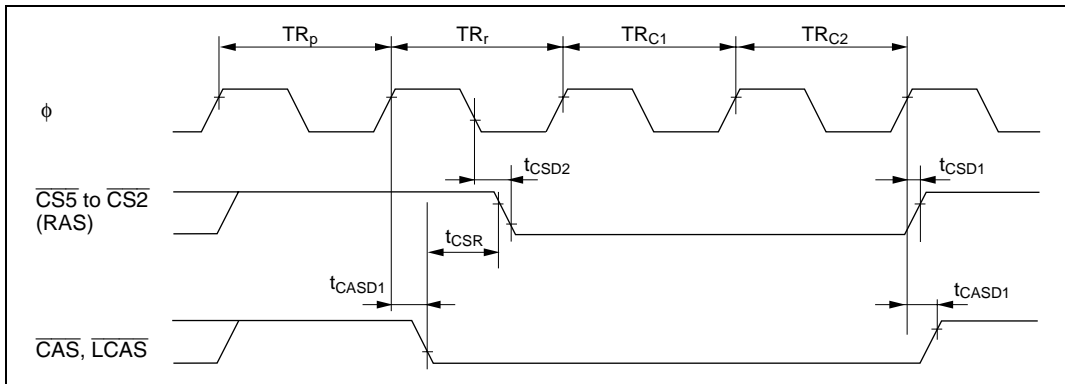 TRp TRr TRC1 TRC2
φ
tCSD2 tCSD1
CS5 to CS2
(RAS)
tCSR
tCASD1 tCASD1
CAS, LCAS